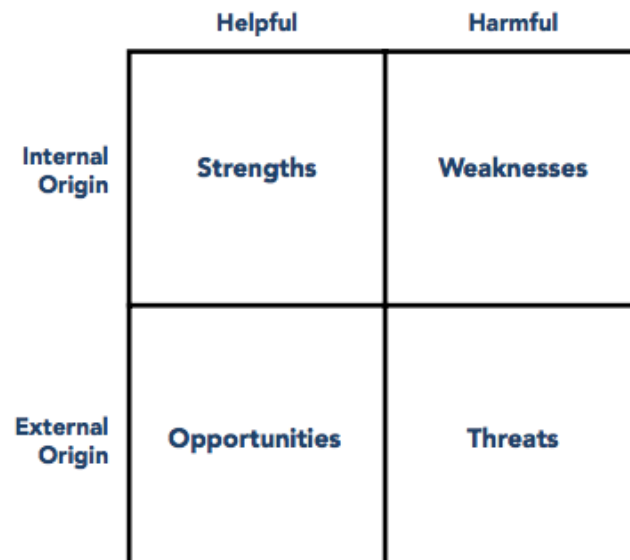 Helpful
Harmful
Internal
Origin
Strengths
Weaknesses
External
Origin
Opportunities
Threats